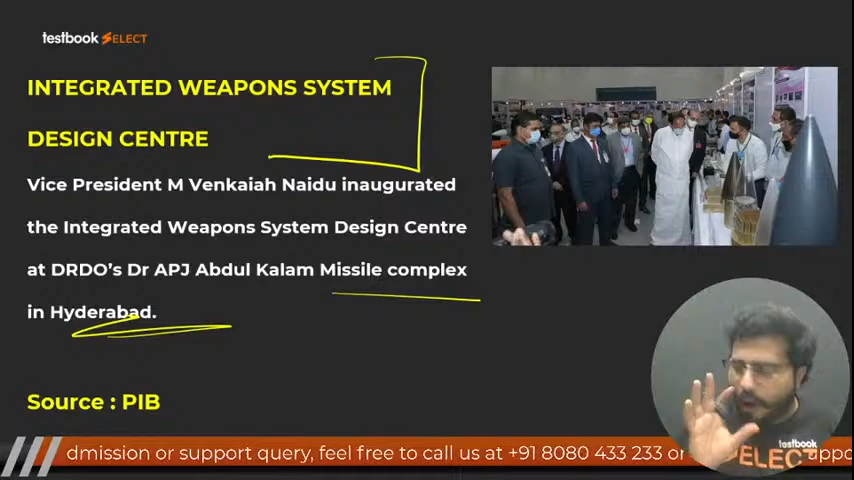 testbook SELECT
INTEGRATED WEAPONS SYSTEM
DESIGN CENTRE
Vice President M Venkaiah Naidu inaugurated
the Integrated Weapons System Design Centre
at DRDO's Dr APJ Abdul Kalam Missile complex
in Hyderabad.
Source : PIB
testbook
SELECT
dmission or support query, feel free to call us at +91 8080 433 233 or